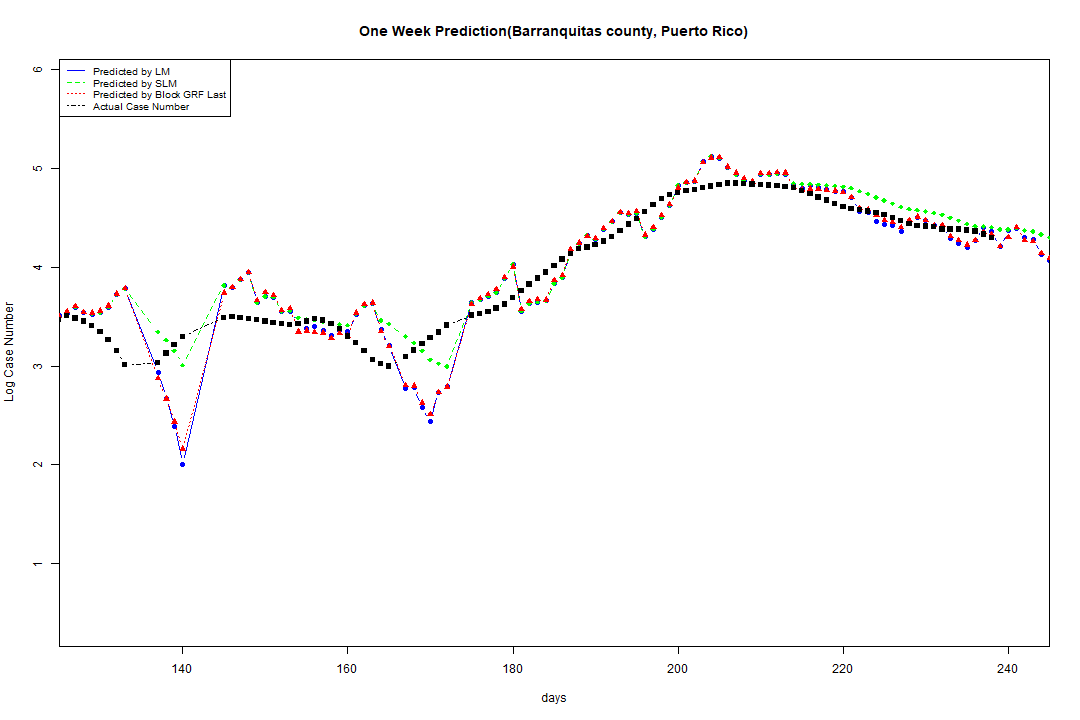 One Week Prediction(Barranquitas county, Puerto Rico)
Predicted by LM
Predicted by SLM
Predicted by Block GRF Last
Actual Case Number
6
5
4
3
2
1
Log Case Number
140 160 180 200 220 240
days